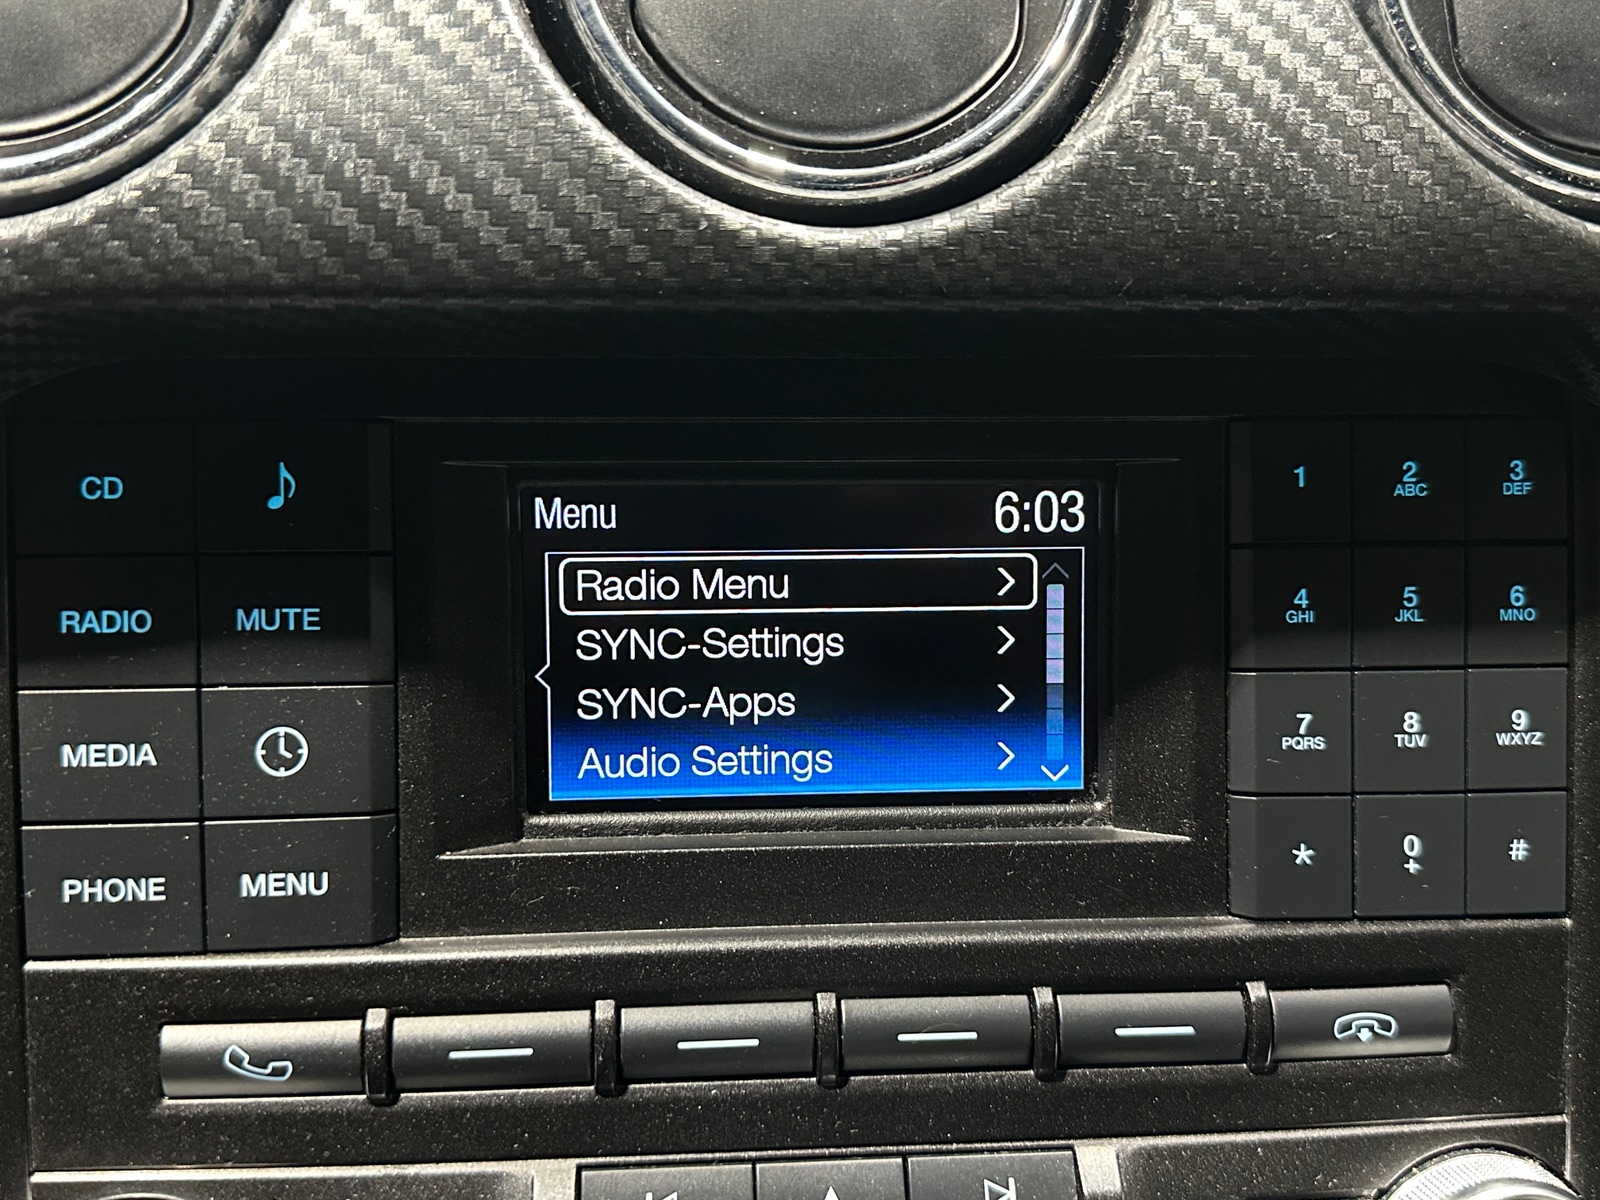 CD
RADIO MUTE
MEDIA
PHONE MENU
Menu 6:03
Radio Menu
SYNC-Settings
SYNC-Apps
Audio Settings
1 2 ABC 3 DEF
4 GHI 5 JKL 6 MNO
7 PQRS 8 TUV 9 WXYZ
* 0 + #